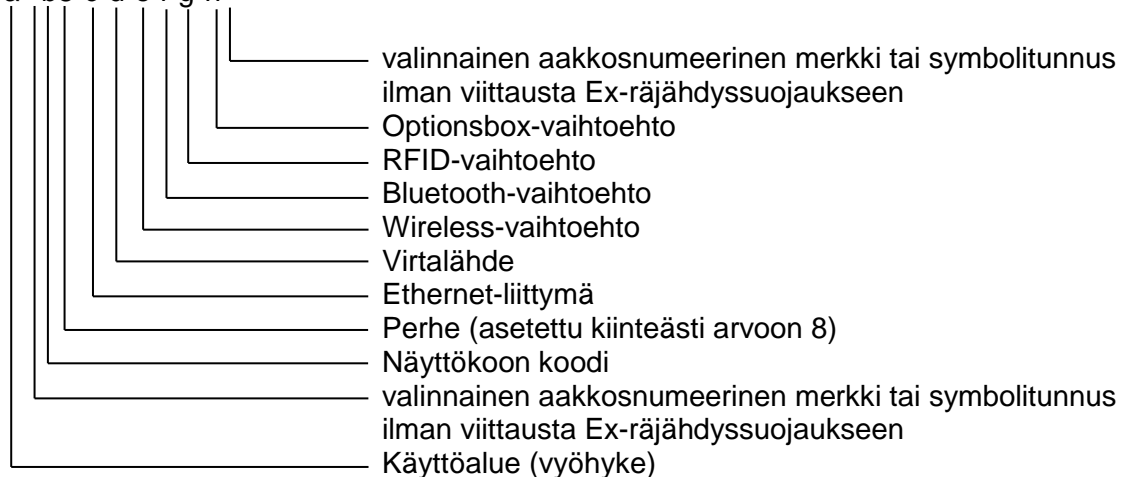 valinnainen aakkosnumeerinen merkki tai symbolitunnus
ilman viittausta Ex-räjähdyssuojaukseen
Optionsbox-vaihtoehto
RFID-vaihtoehto
Bluetooth-vaihtoehto
Wireless-vaihtoehto
Virtalähde
Ethernet-liittymä
Perhe (asetettu kiinteästi arvoon 8)
Näyttökoon koodi
valinnainen aakkosnumeerinen merkki tai symbolitunnus
ilman viittausta Ex-räjähdyssuojaukseen
Käyttöalue (vyöhyke)